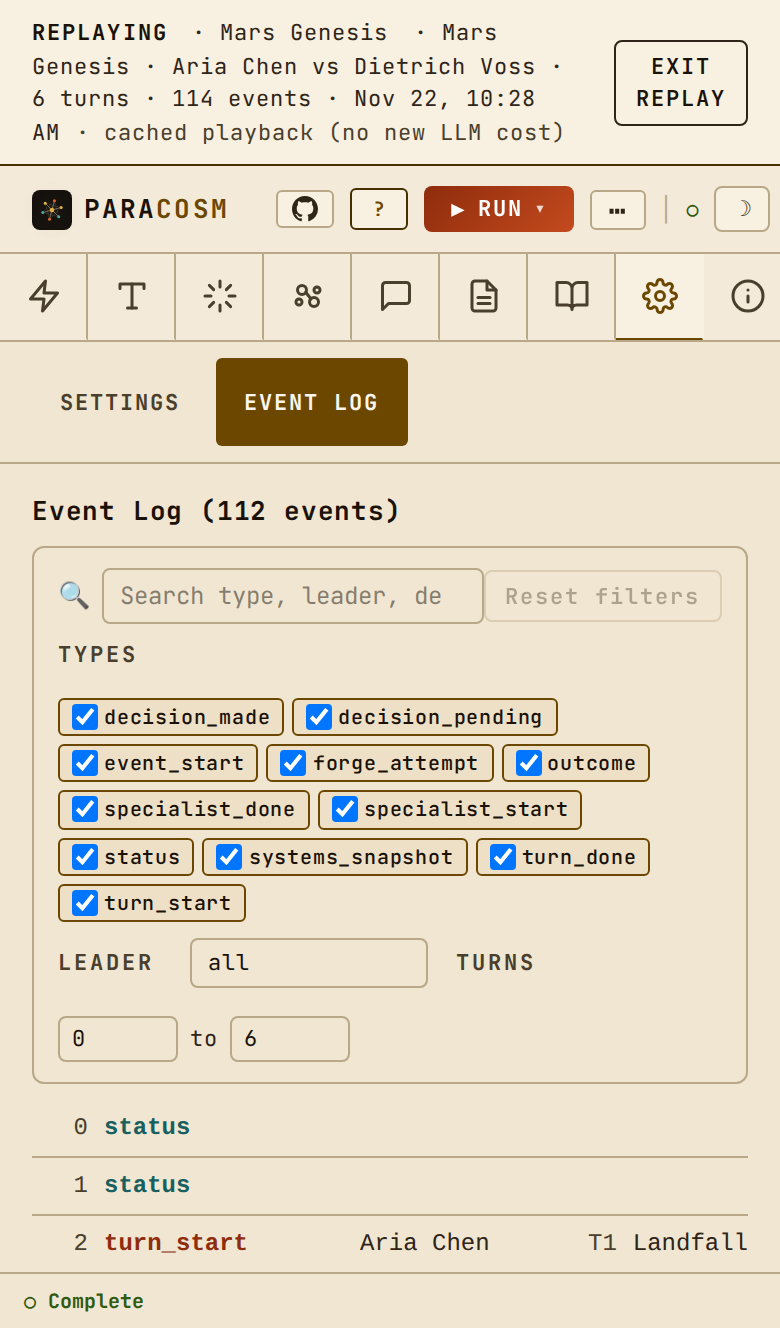 REPLAYING · Mars Genesis · Mars
Genesis · Aria Chen vs Dietrich Voss ·
6 turns · 114 events · Nov 22, 10:28
AM · cached playback (no new LLM cost)
EXIT
REPLAY
PARACOSM
?
▶ RUN ▾
…
EVENT LOG
SETTINGS
Event Log (112 events)
Search type, leader, de
Reset filters
TYPES
decision_made decision_pending
event_start forge_attempt outcome
specialist_done specialist_start
status systems_snapshot turn_done
turn_start
LEADER all TURNS
0 to 6
0 status
1 status
2 turn_start Aria Chen T1 Landfall
Complete